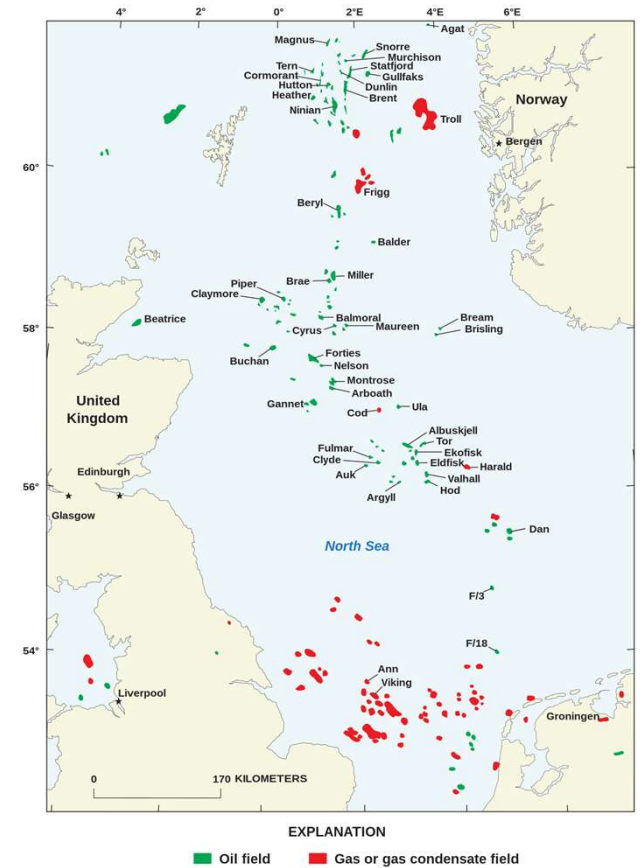 4°
2°
0°
2°E
4°E
6°E
Agat
Magnus
Snorre
Murchison
Tern
Statfjord
Cormorant
Gullfaks
Hutton
Dunlin
Heather
Brent
Ninian
Troll
Norway
Bergen
60°
Frigg
Beryl
Balder
Brae
Miller
Piper
Claymore
Beatrice
Balmoral
Cyrus
Maureen
Bream
Brisling
58°
Buchan
Forties
Nelson
Montrose
Arboath
Gannet
Cod
Ula
United
Kingdom
Albuskjell
Tor
Fulmar
Ekofisk
Clyde
Eldfisk
Harald
Auk
Valhall
Argyll
Hod
Edinburgh
56°
Glasgow
Dan
North Sea
F/3
F/18
54°
Ann
Viking
Liverpool
Groningen
0
170 KILOMETERS
EXPLANATION
Oil field
Gas or gas condensate field